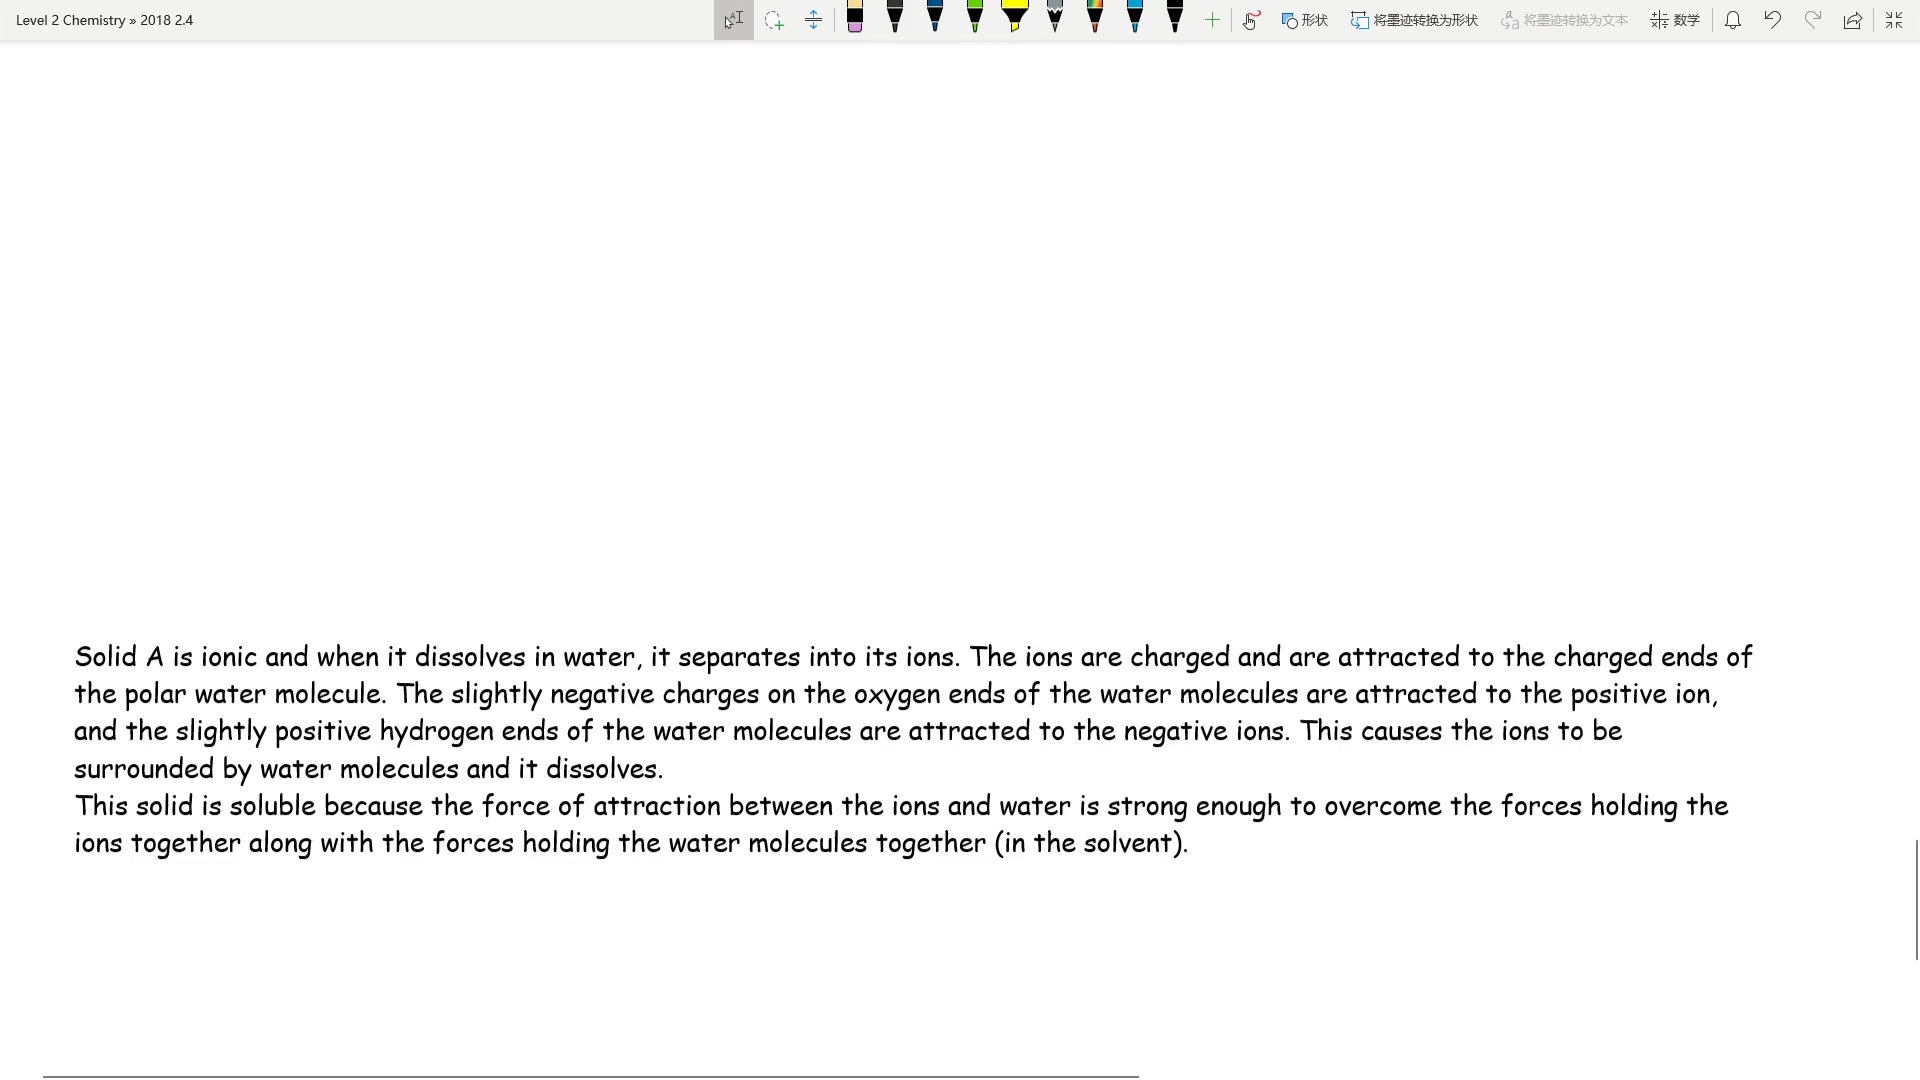 Level 2 Chemistry » 2018 2.4
形状
将墨迹转换为形状
将墨迹转换为文本
数学
Solid A is ionic and when it dissolves in water, it separates into its ions. The ions are charged and are attracted to the charged ends of
the polar water molecule. The slightly negative charges on the oxygen ends of the water molecules are attracted to the positive ion,
and the slightly positive hydrogen ends of the water molecules are attracted to the negative ions. This causes the ions to be
surrounded by water molecules and it dissolves.
This solid is soluble because the force of attraction between the ions and water is strong enough to overcome the forces holding the
ions together along with the forces holding the water molecules together (in the solvent).